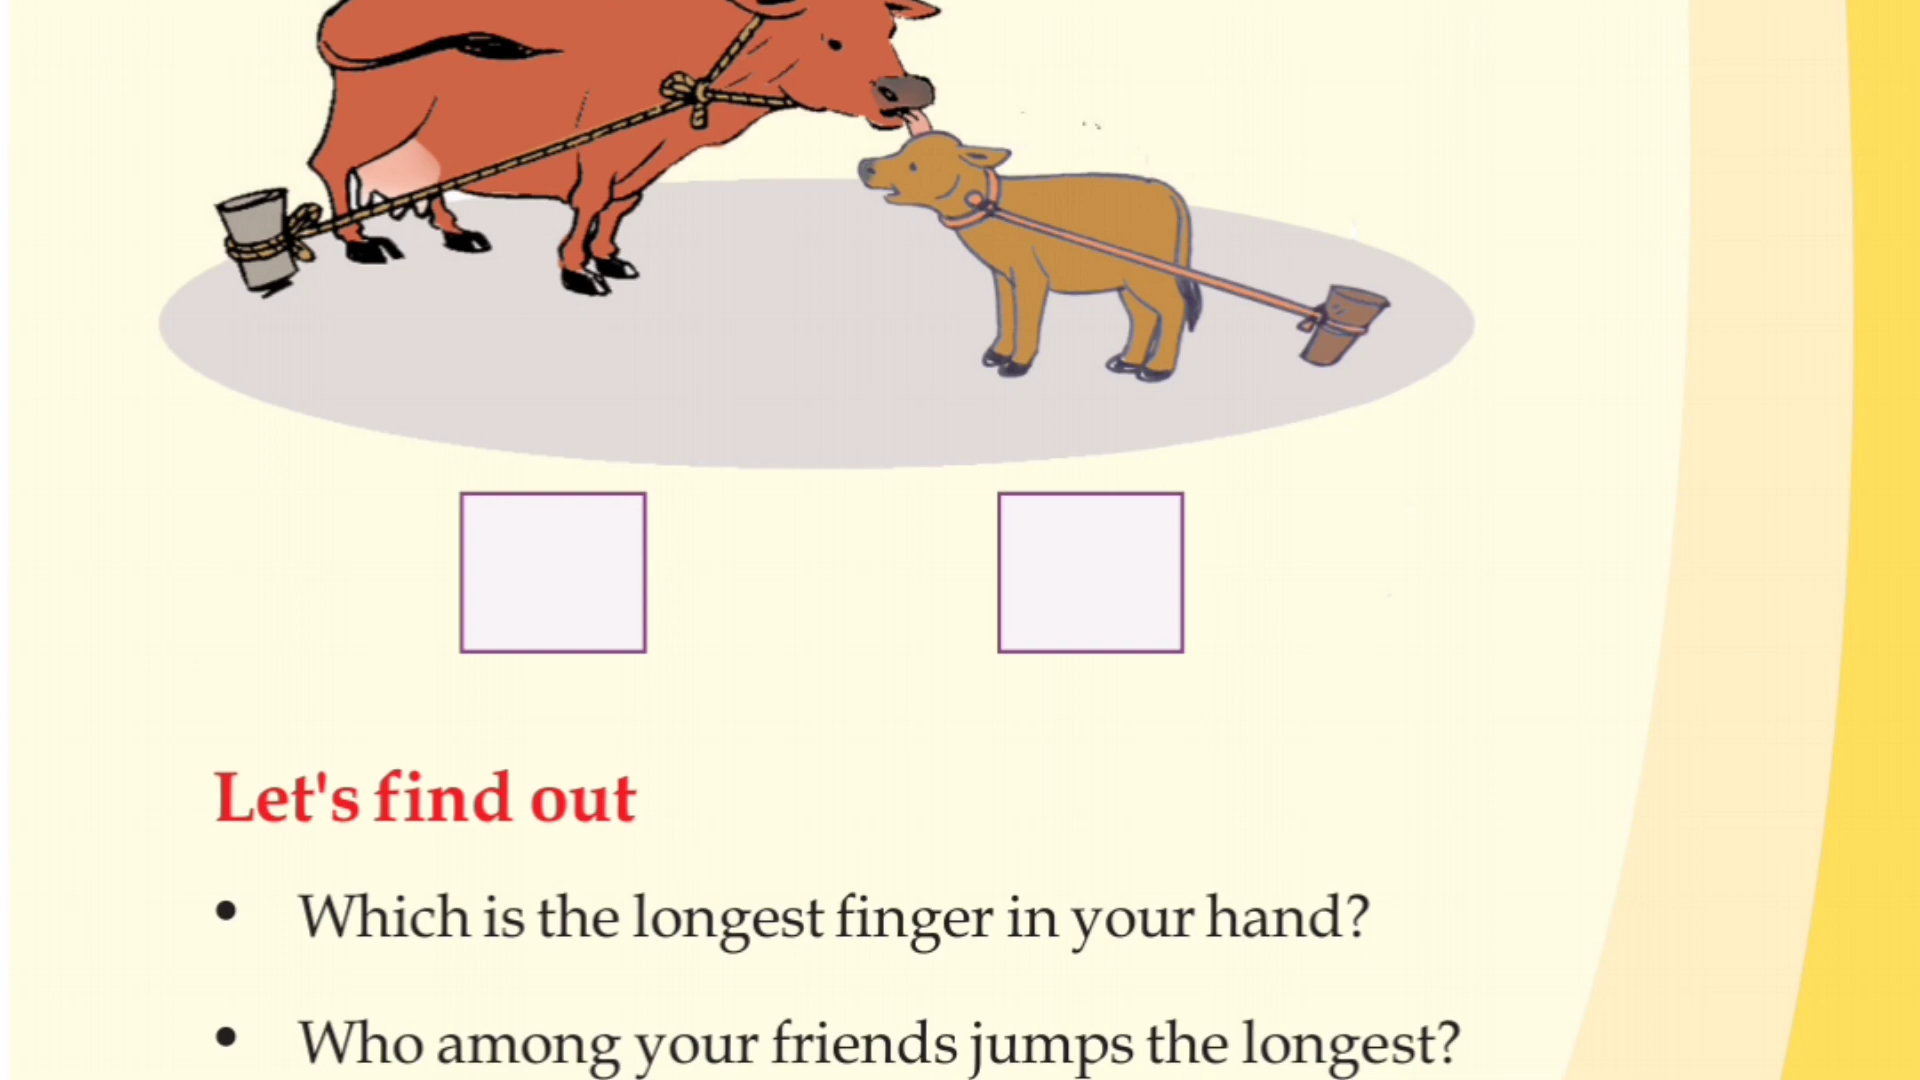 Let's find out
• Which is the longest finger in your hand?
• Who among your friends jumps the longest?